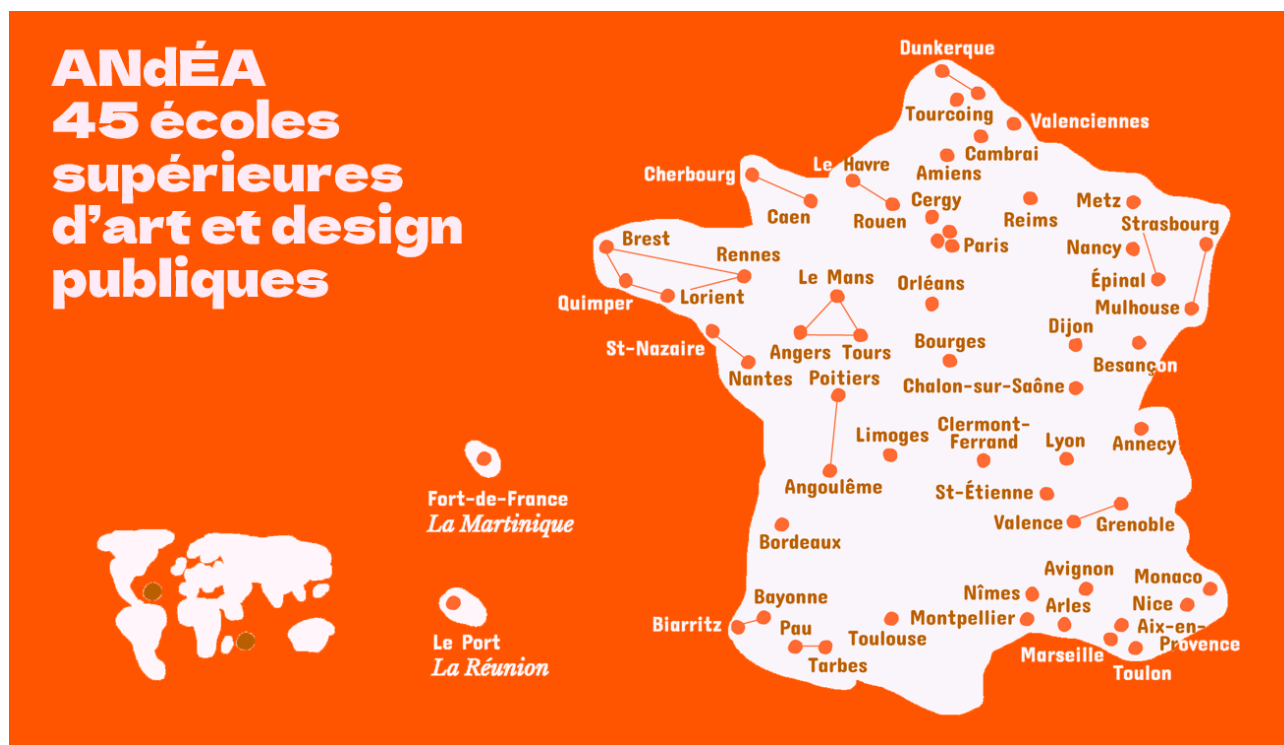 ANdÉA
45 écoles
supérieures
d’art et design
publiques
Dunkerque
Tourcoing
Valenciennes
Cambrai
Amiens
Le Havre
Cherbourg
Caen
Rouen
Cergy
Reims
Metz
Strasbourg
Paris
Nancy
Brest
Rennes
Le Mans
Orléans
Épinal
Quimper
Lorient
Mulhouse
Dijon
St-Nazaire
Angers
Tours
Bourges
Besançon
Nantes
Poitiers
Chalon-sur-Saône
Limoges
Clermont-
Ferrand
Lyon
Annecy
Angoulême
St-Étienne
Valence
Grenoble
Bordeaux
Avignon
Monaco
Nîmes
Arles
Nice
Bayonne
Biarritz
Pau
Toulouse
Montpellier
Aix-en-
Provence
Tarbes
Marseille
Toulon
Fort-de-France
La Martinique
Le Port
La Réunion